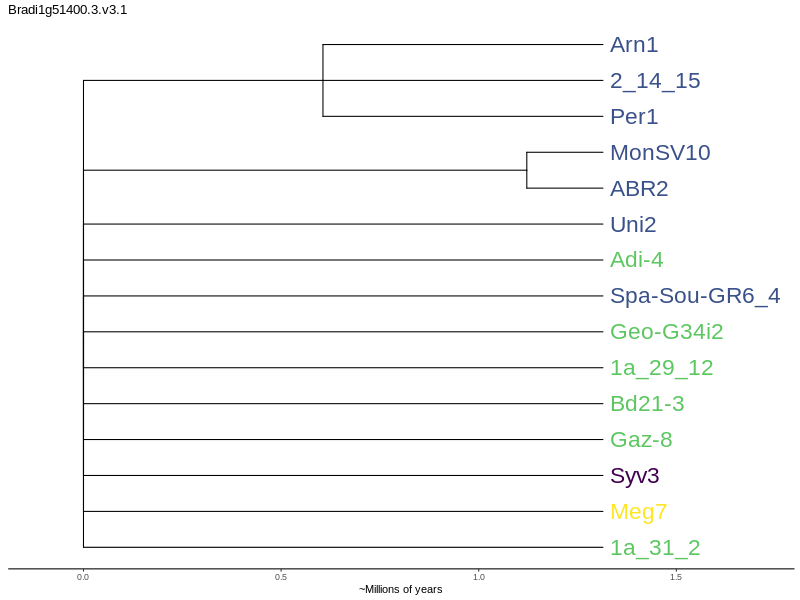 Bradi1g51400.3.v3.1
Arn1
2_14_15
Per1
MonSV10
ABR2
Uni2
Adi-4
Spa-Sou-GR6_4
Geo-G34i2
1a_29_12
Bd21-3
Gaz-8
Syv3
Meg7
1a_31_2
0.0 0.5 1.0 1.5
~Millions of years